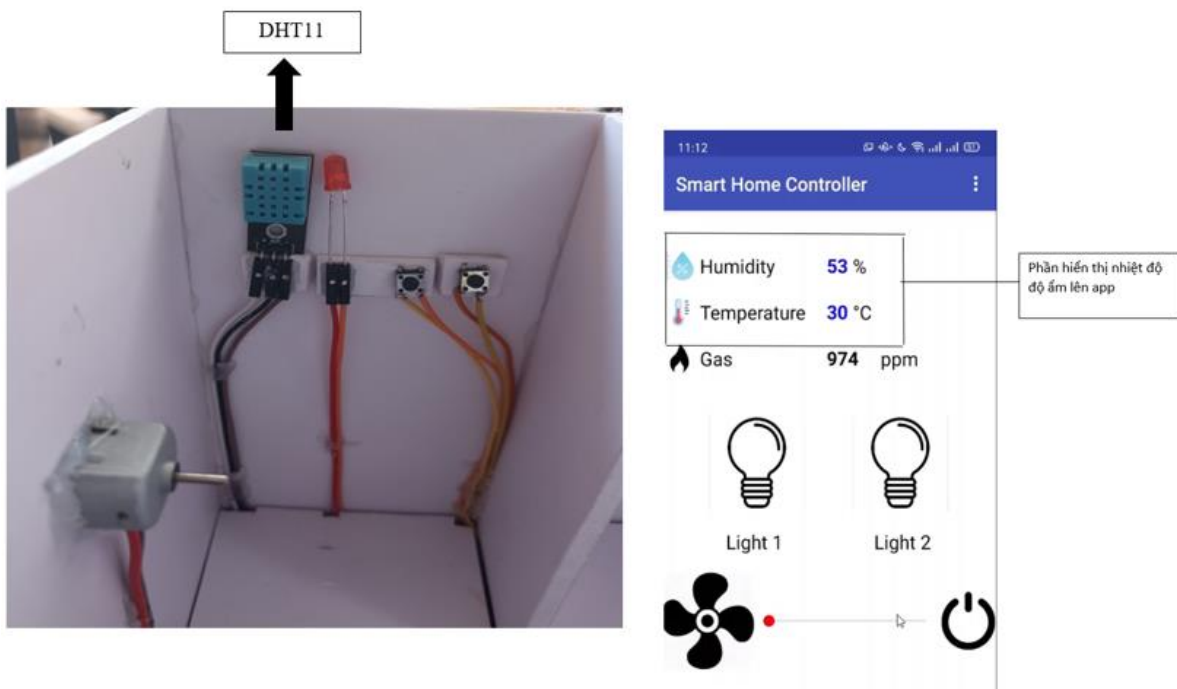 DHT11
11:12
Smart Home Controller
Humidity 53 %
Temperature 30 °C
Gas 974 ppm
Light 1 Light 2
Phần hiển thị nhiệt độ
độ ẩm lên app